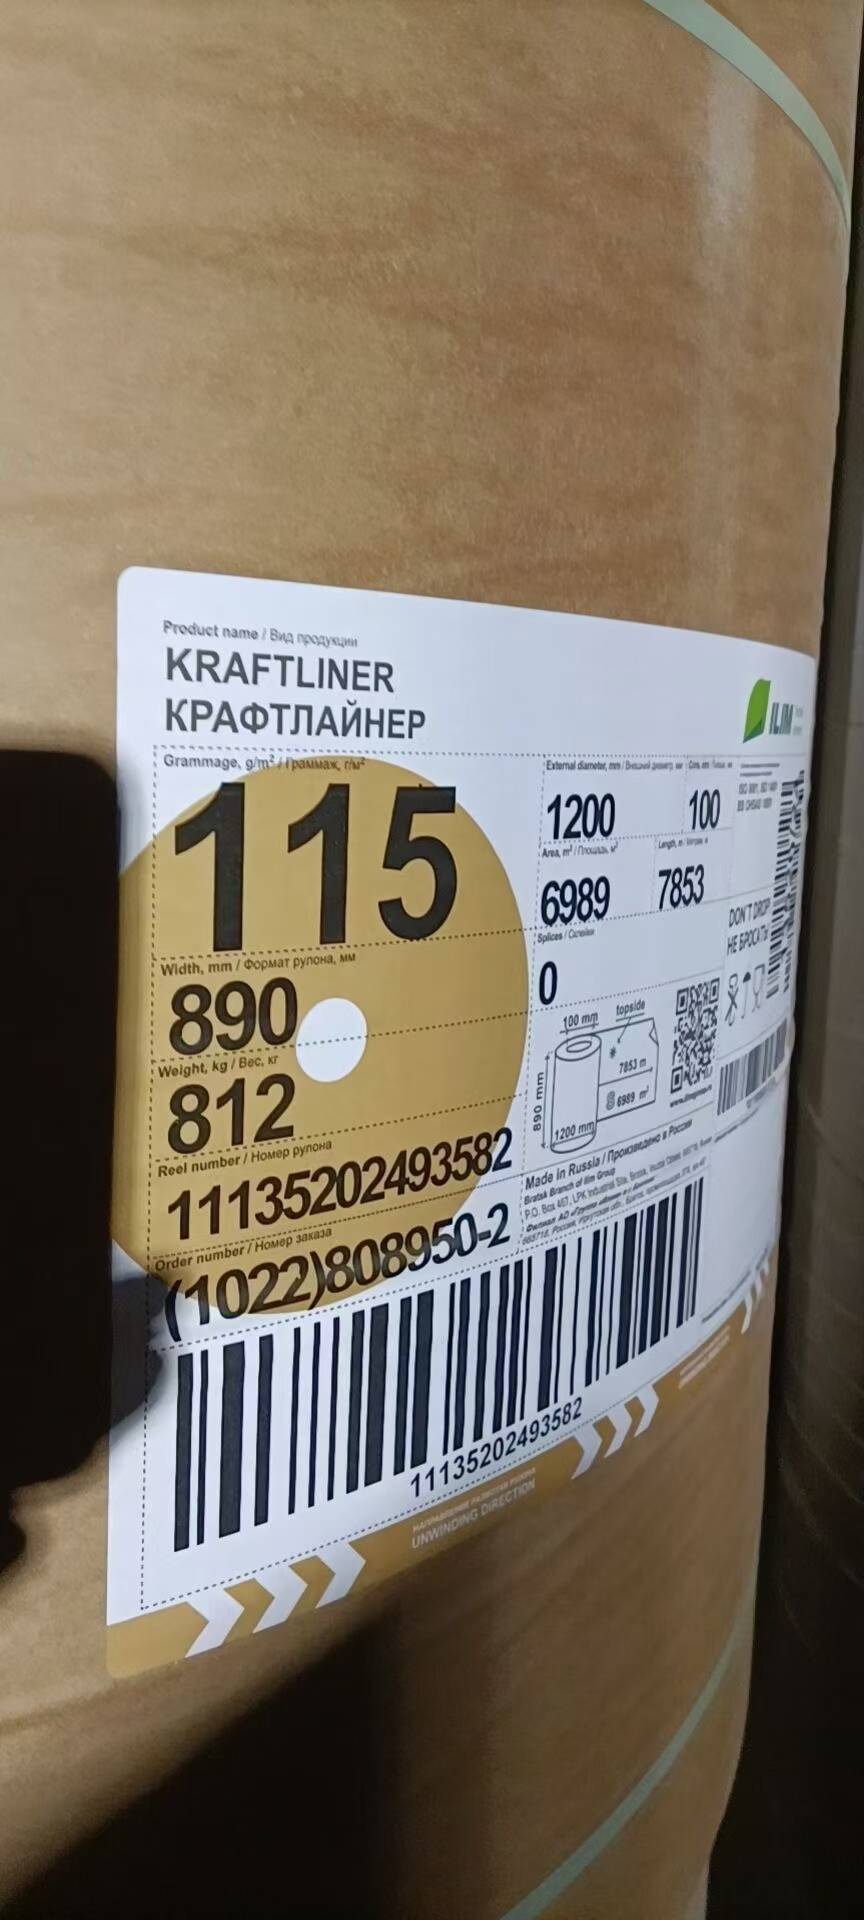 Product name / Вид продукции
KRAFTLINER
КРАФТЛАЙНЕР
ILIM
Grammage, g/m² / Граммаж, г/м²
115
External diameter, mm / Внешний диаметр, мм
1200
100
Area, m² / Площадь, м²
6989
Length, m
7853
Splices / Склейки
0
Width, mm / Формат рулона, мм
890
Weight, kg / Вес, кг
812
Reel number / Номер рулона
11135202493582
Order number / Номер заказа
(1022)808950-2
DON'T DROP
НЕ БРОСАТЬ
100 mm
topside
890 mm
7853 m
6989 m²
1200 mm
Made in Russia / Произведено в России
Bratsk Branch of Ilim Group
11135202493582
НАПРАВЛЕНИЕ РАЗМОТКИ РУЛОНА
UNWINDING DIRECTION